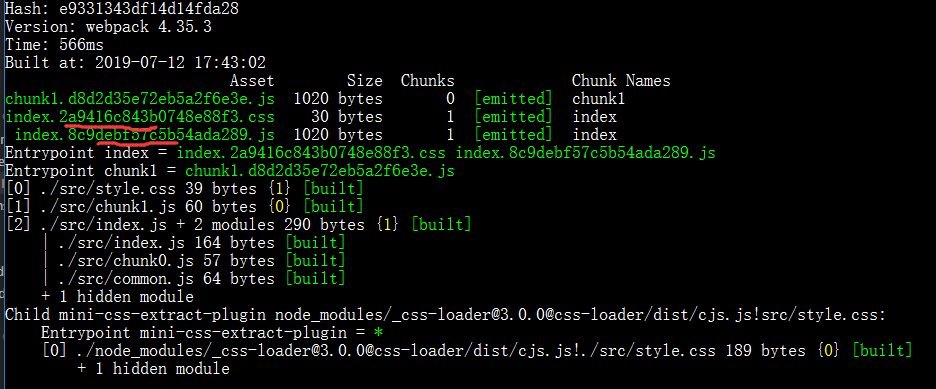 Hash: e9331343df14d14fda28
Version: webpack 4.35.3
Time: 566ms
Built at: 2019-07-12 17:43:02
Asset Size Chunks Chunk Names
chunk1.d8d2d35e72eb5a2f6e3e.js 1020 bytes 0 [emitted] chunk1
index.2a9416c843b0748e88f3.css 30 bytes 1 [emitted] index
index.8c9debf57c5b54ada289.js 1020 bytes 1 [emitted] index
Entrypoint index = index.2a9416c843b0748e88f3.css index.8c9debf57c5b54ada289.js
Entrypoint chunk1 = chunk1.d8d2d35e72eb5a2f6e3e.js
[0] ./src/style.css 39 bytes {1} [built]
[1] ./src/chunk1.js 60 bytes {0} [built]
[2] ./src/index.js + 2 modules 290 bytes {1} [built]
| ./src/index.js 164 bytes [built]
| ./src/chunk0.js 57 bytes [built]
| ./src/common.js 64 bytes [built]
+ 1 hidden module
Child mini-css-extract-plugin node_modules/_css-loader@3.0.0@css-loader/dist/cjs.js!src/style.css:
Entrypoint mini-css-extract-plugin = *
[0] ./node_modules/_css-loader@3.0.0@css-loader/dist/cjs.js!./src/style.css 189 bytes {0} [built]
+ 1 hidden module